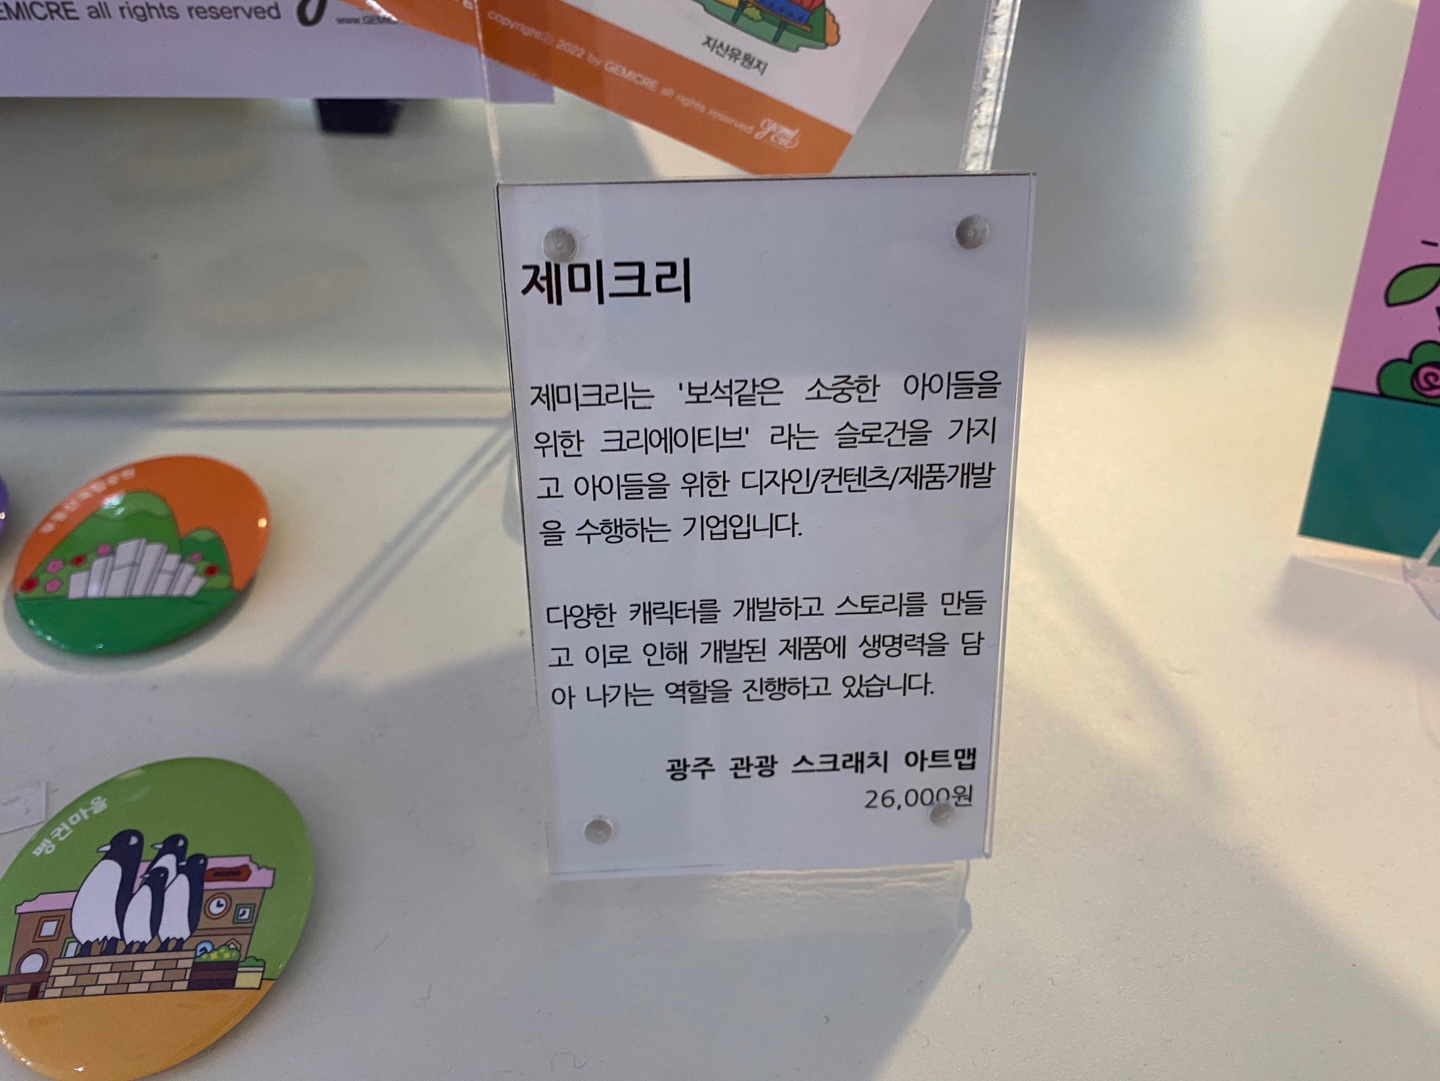 EMICRE all rights reserved
지산유원지
copyrightⓒ 2022 by GEMICRE all rights reserved
제미크리
제미크리는 '보석같은 소중한 아이들을
위한 크리에이티브' 라는 슬로건을 가지
고 아이들을 위한 디자인/컨텐츠/제품개발
을 수행하는 기업입니다.
다양한 캐릭터를 개발하고 스토리를 만들
고 이로 인해 개발된 제품에 생명력을 담
아 나가는 역할을 진행하고 있습니다.
광주 관광 스크래치 아트맵
26,000원
펭귄마을